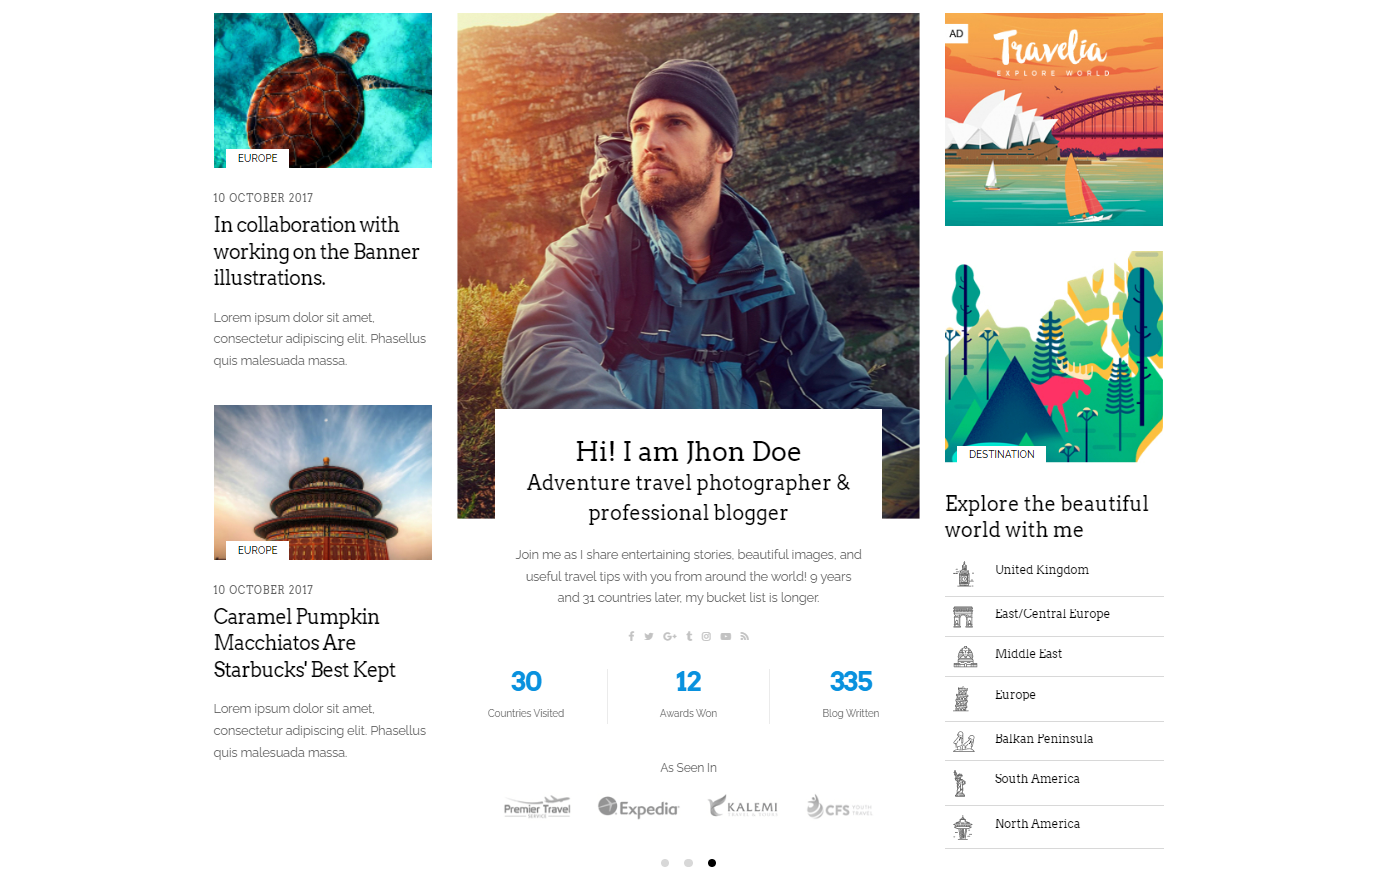 EUROPE
10 OCTOBER 2017
In collaboration with
working on the Banner
illustrations.
Lorem ipsum dolor sit amet,
consectetur adipiscing elit. Phasellus
quis malesuada massa.
EUROPE
10 OCTOBER 2017
Caramel Pumpkin
Macchiatos Are
Starbucks' Best Kept
Lorem ipsum dolor sit amet,
consectetur adipiscing elit. Phasellus
quis malesuada massa.
Hi! I am Jhon Doe
Adventure travel photographer &
professional blogger
Join me as I share entertaining stories, beautiful images, and
useful travel tips with you from around the world! 9 years
and 31 countries later, my bucket list is longer.
30
Countries Visited
12
Awards Won
335
Blog Written
As Seen In
Premier Travel
SERVICE
Expedia
KALEMI
TRAVEL & TOURS
CFS YOUTH
TRAVEL
AD
Travelia
EXPLORE WORLD
DESTINATION
Explore the beautiful
world with me
United Kingdom
East/Central Europe
Middle East
Europe
Balkan Peninsula
South America
North America